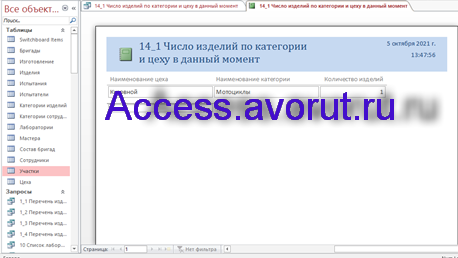 Все объект...
Таблицы
Switchboard Items
Бригады
Изготовление
Изделия
Испытания
Испытатели
Категории изделий
Категории сотруд...
Лаборатории
Мастера
Состав бригад
Сотрудники
Участки
Цеха
Запросы
1_1 Перечень изд...
1_2 Перечень изд...
1_3 Перечень изд...
1_4 Перечень изд...
10 Список лабор...
14_1 Число изделий по категории и цеху в данный момент
14_1 Число изделий по категории и цеху в данный момент
14_1 Число изделий по категории
и цеху в данный момент
5 октября 2021 г.
13:47:56
Наименование цеха Наименование категории Количество изделий
Мотоциклы 1
Access.avorut.ru
Страница: 1 Нет фильтра